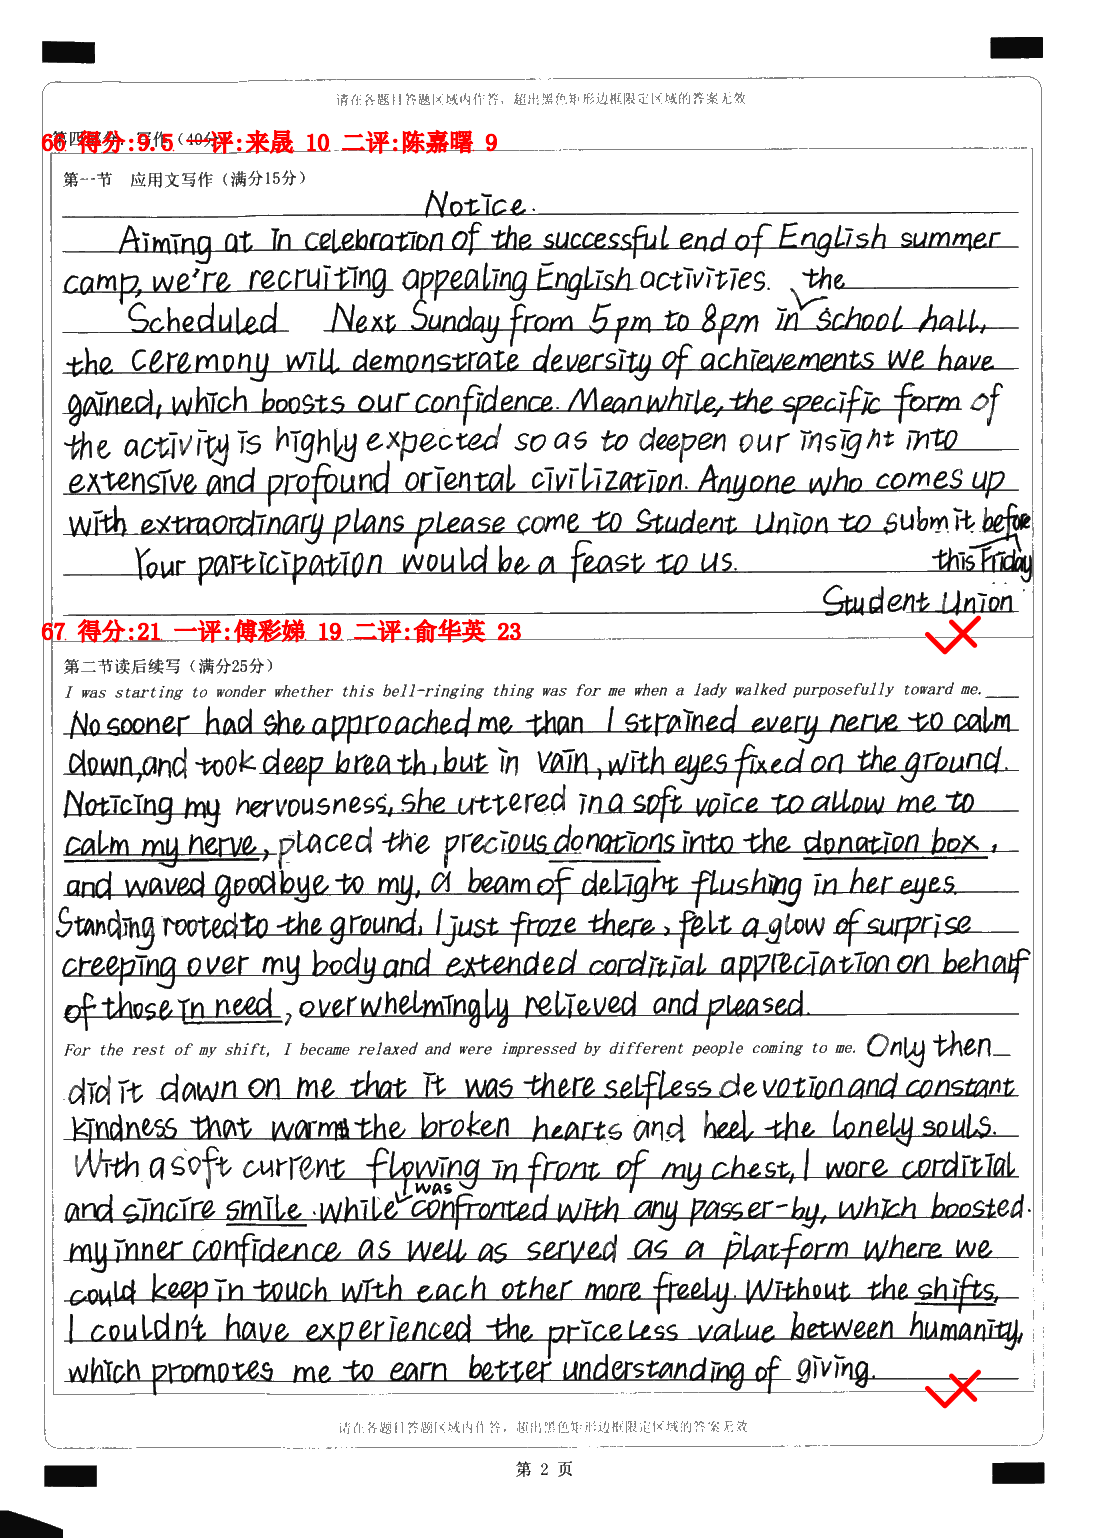 请在各题目答题区域内作答，超出黑色矩形边框限定区域的答案无效
第四部分 写作（40分）
66 得分:9.5 一评:来晟 10 二评:陈嘉曙 9
第一节 应用文写作（满分15分）
Notice.
Aiming at In celebration of the successful end of English summer
camp, we're recruiting appealing English activities.
the
Scheduled Next Sunday from 5pm to 8pm in school hall,
the ceremony will demonstrate deversity of achievements we have
gained, which boosts our confidence. Meanwhile, the specific form of
the activity is highly expected so as to deepen our insight into
extensive and profound oriental civilization. Anyone who comes up
with extraordinary plans please come to Student Union to submit before
this Friday
Your participation would be a feast to us.
Student Union
67 得分:21 一评:傅彩娣 19 二评:俞华英 23
第二节读后续写（满分25分）
I was starting to wonder whether this bell-ringing thing was for me when a lady walked purposefully toward me.
No sooner had she approached me than I strained every nerve to calm
down, and took deep breath, but in vain, with eyes fixed on the ground.
Noticing my nervousness, she uttered in a soft voice to allow me to
calm my nerve, placed the precious donations into the donation box,
and waved goodbye to my, a beam of delight flushing in her eyes.
Standing rooted to the ground, I just froze there, felt a glow of surprise
creeping over my body and extended corditial appreciation on behalf
of those in need, overwhelmingly relieved and pleased.
For the rest of my shift, I became relaxed and were impressed by different people coming to me. Only then
did it dawn on me that it was there selfless devotion and constant
kindness that warms the broken hearts and heel the lonely souls.
With a soft current flowing in front of my chest, I wore corditial
was
and sincire smile while confronted with any passer-by, which boosted
my inner confidence as well as served as a platform where we
could keep in touch with each other more freely. Without the shifts,
I couldn't have experienced the priceless value between humanity,
which promotes me to earn better understanding of giving.
请在各题目答题区域内作答，超出黑色矩形边框限定区域的答案无效
第 2 页